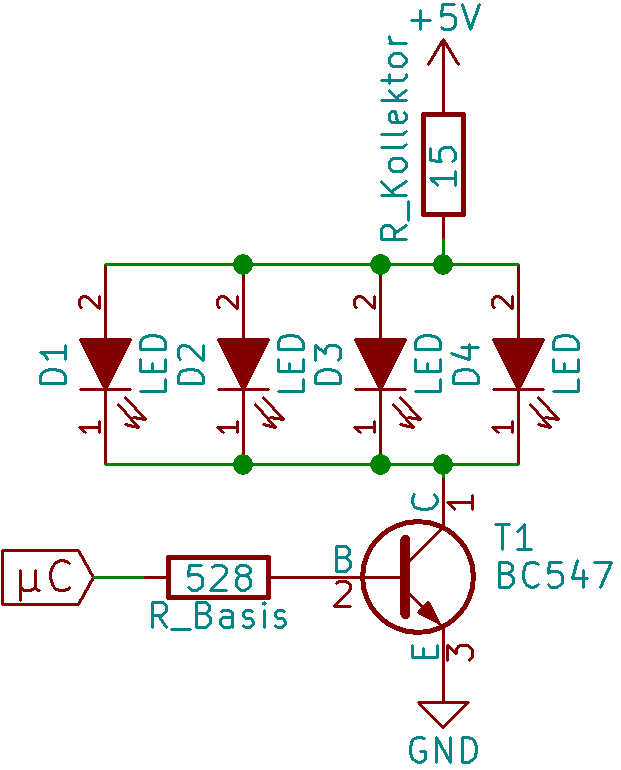 +5V
R_Kollektor
15
2
2
2
2
D1
LED
D2
LED
D3
LED
D4
LED
1
1
1
1
C
1
T1
BC547
B
2
µC
528
R_Basis
E
3
GND